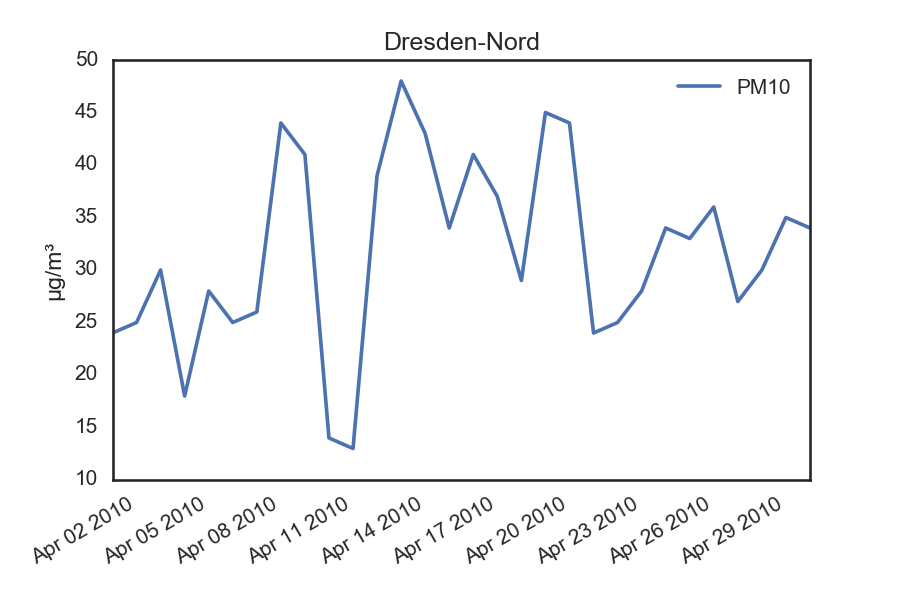 Dresden-Nord
50
45
40
35
30
25
20
15
10
µg/m³
PM10
Apr 02 2010
Apr 05 2010
Apr 08 2010
Apr 11 2010
Apr 14 2010
Apr 17 2010
Apr 20 2010
Apr 23 2010
Apr 26 2010
Apr 29 2010